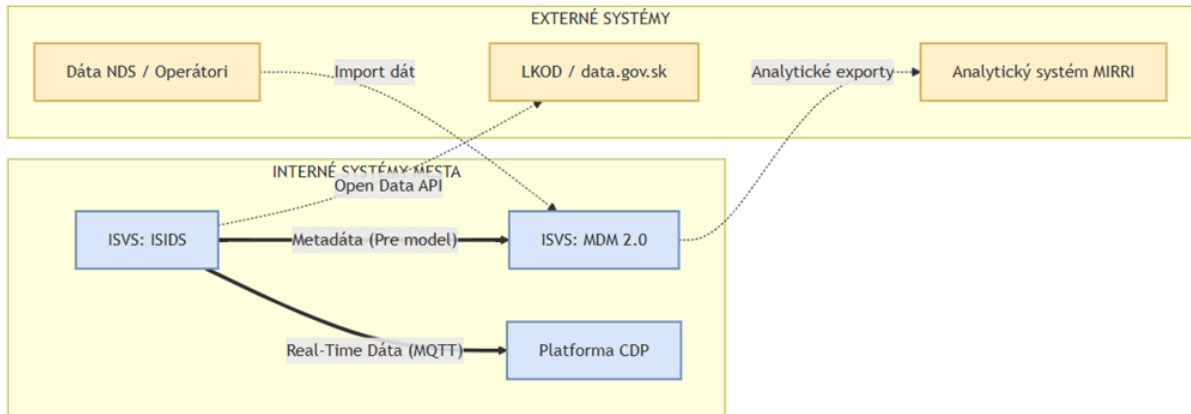 EXTERNÉ SYSTÉMY
Dáta NDS / Operátori
Import dát
LKOD / data.gov.sk
Analytické exporty
Analytický systém MIRRI
INTERNÉ SYSTÉMY MESTA
Open Data API
ISVS: ISIDS
Metadáta (Pre model)
ISVS: MDM 2.0
Real-Time Dáta (MQTT)
Platforma CDP